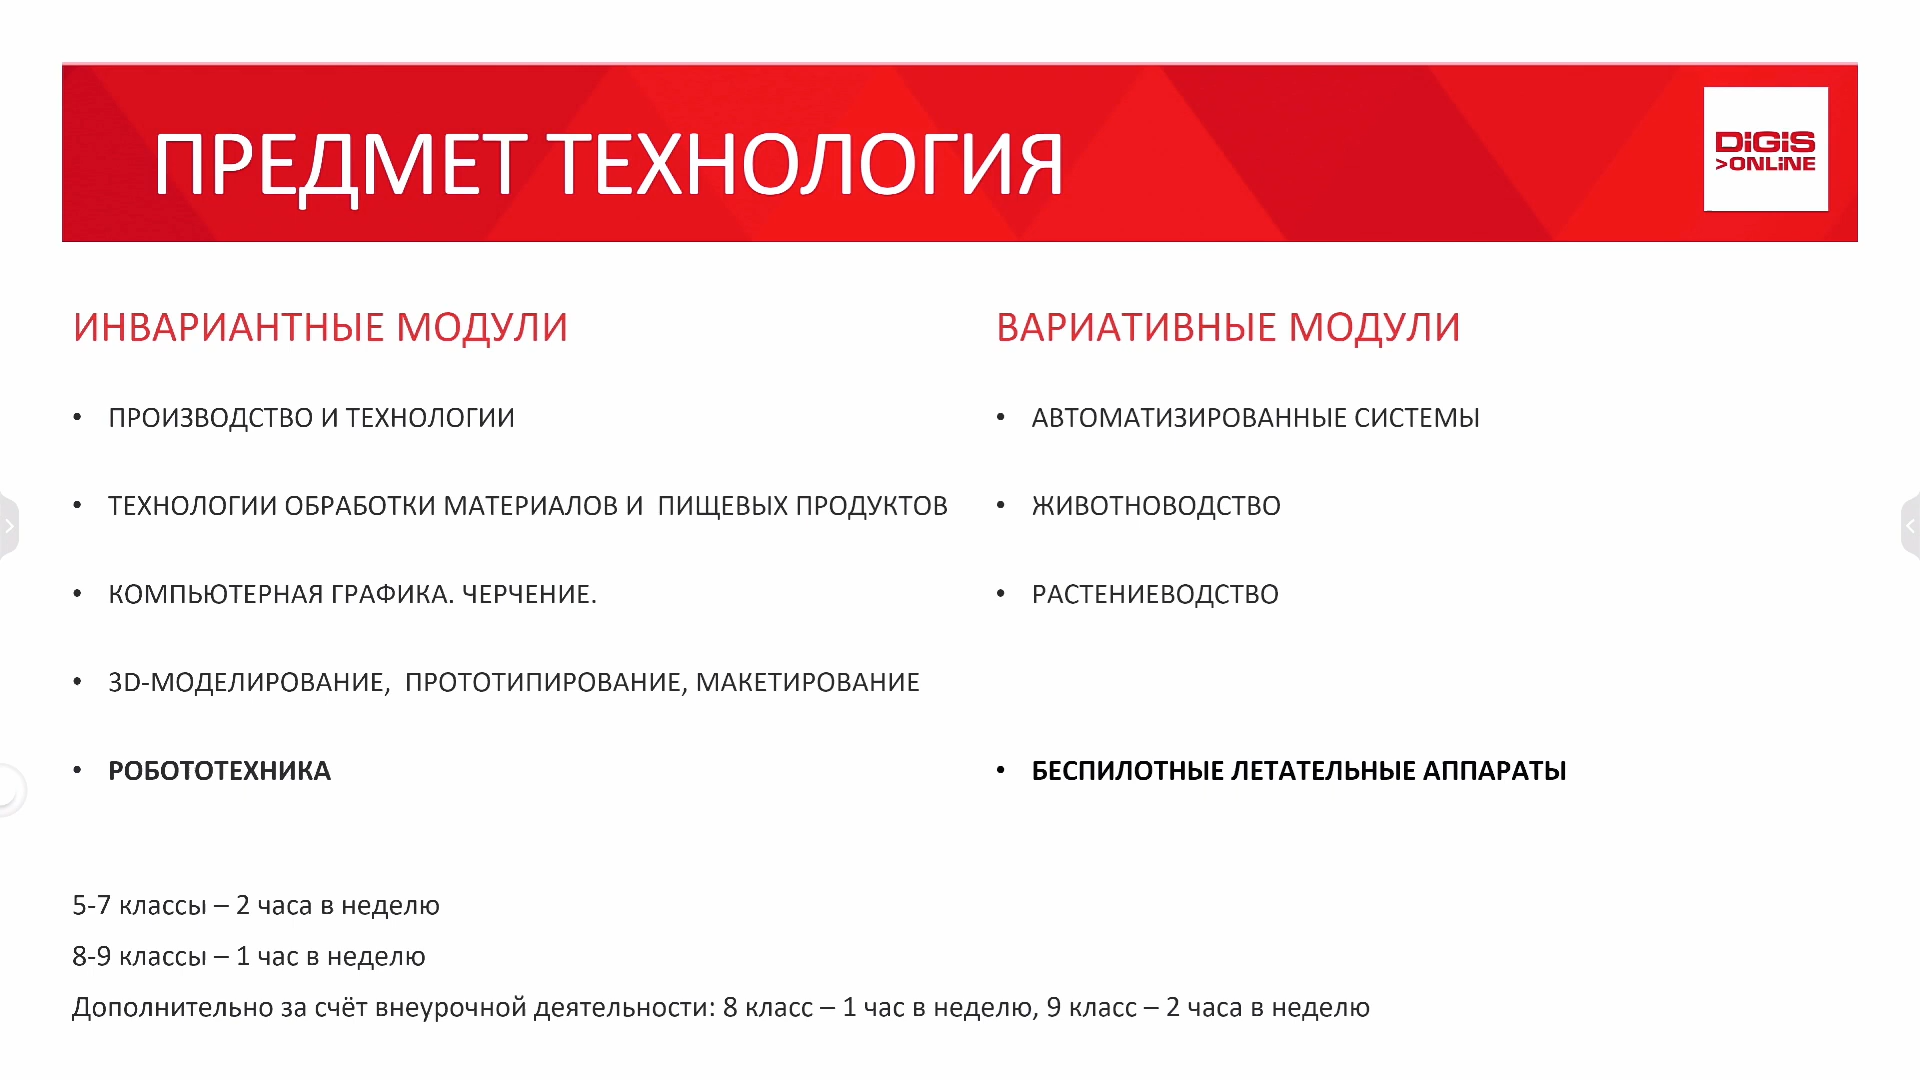 ПРЕДМЕТ ТЕХНОЛОГИЯ
DiGiS
>ONLiNE
ИНВАРИАНТНЫЕ МОДУЛИ
• ПРОИЗВОДСТВО И ТЕХНОЛОГИИ
• ТЕХНОЛОГИИ ОБРАБОТКИ МАТЕРИАЛОВ И ПИЩЕВЫХ ПРОДУКТОВ
• КОМПЬЮТЕРНАЯ ГРАФИКА. ЧЕРЧЕНИЕ.
• 3D-МОДЕЛИРОВАНИЕ, ПРОТОТИПИРОВАНИЕ, МАКЕТИРОВАНИЕ
• РОБОТОТЕХНИКА
ВАРИАТИВНЫЕ МОДУЛИ
• АВТОМАТИЗИРОВАННЫЕ СИСТЕМЫ
• ЖИВОТНОВОДСТВО
• РАСТЕНИЕВОДСТВО
• БЕСПИЛОТНЫЕ ЛЕТАТЕЛЬНЫЕ АППАРАТЫ
5-7 классы – 2 часа в неделю
8-9 классы – 1 час в неделю
Дополнительно за счёт внеурочной деятельности: 8 класс – 1 час в неделю, 9 класс – 2 часа в неделю